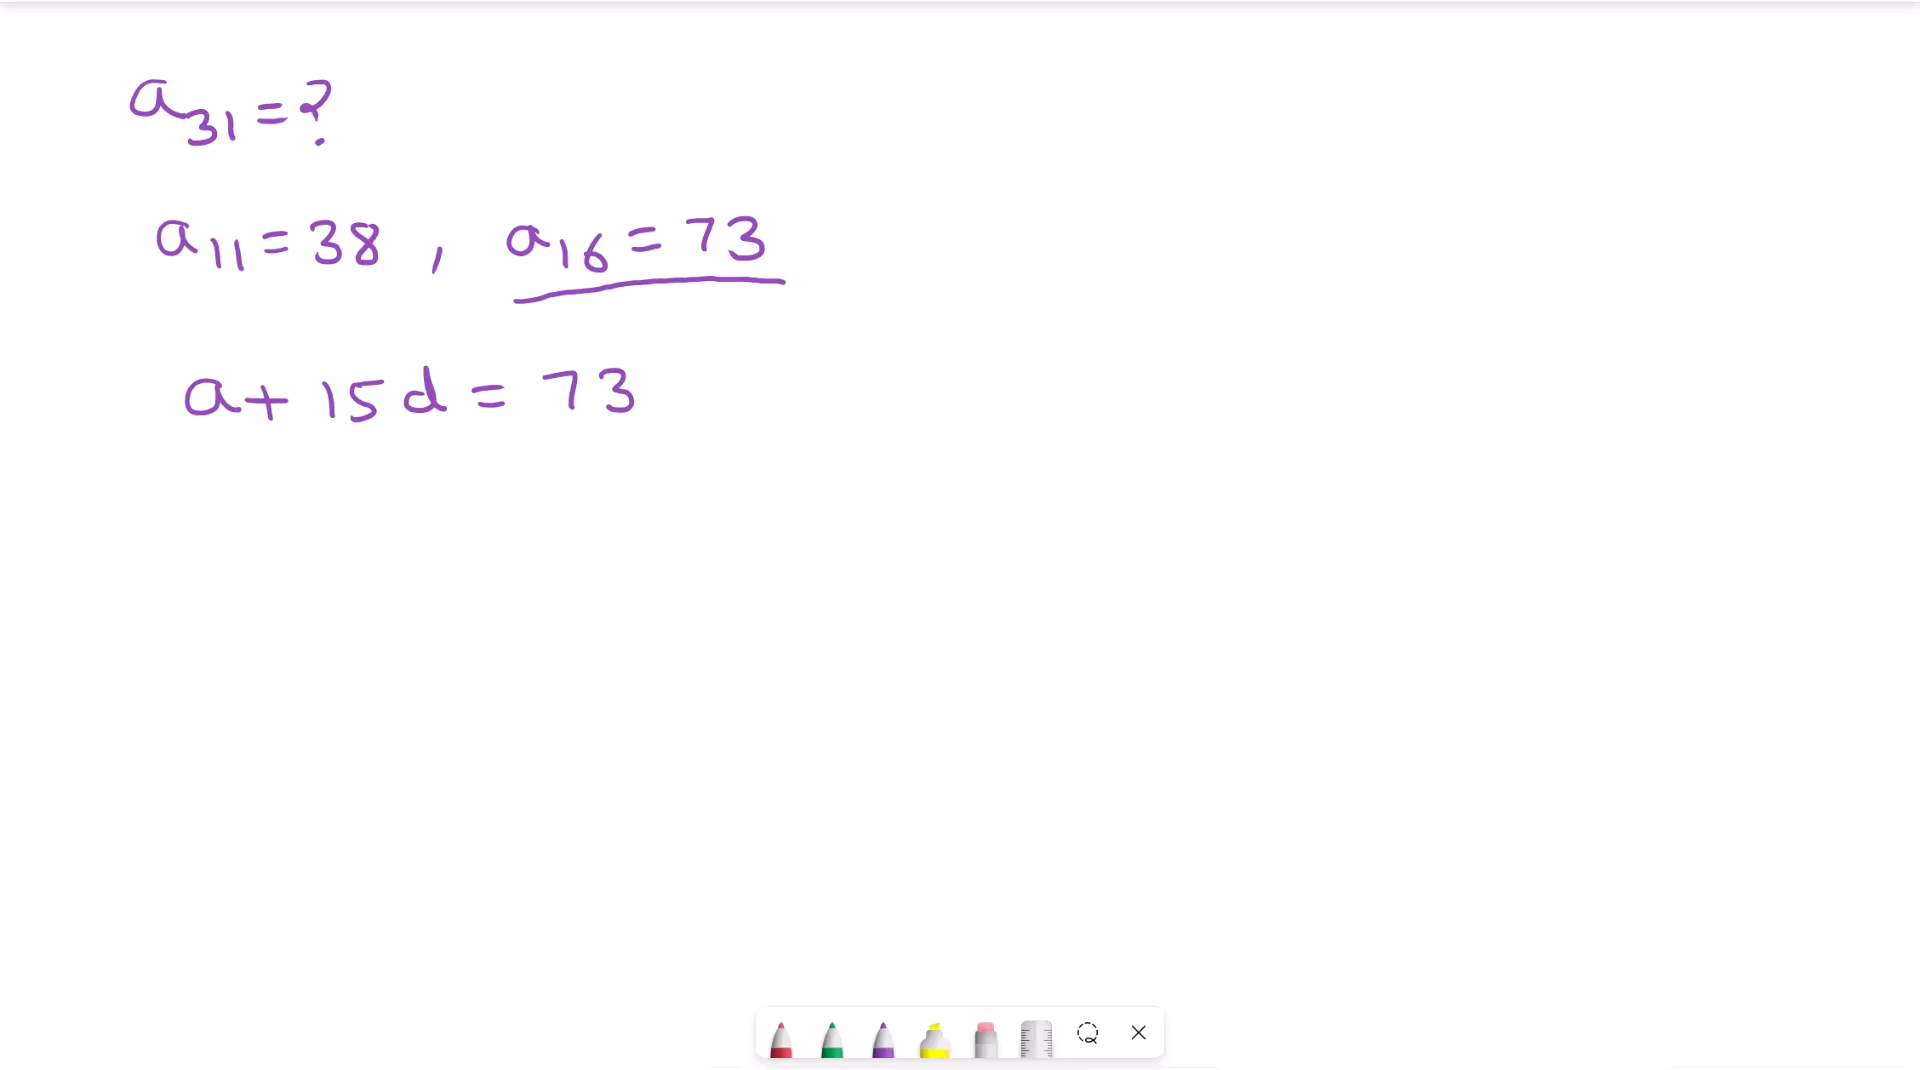 a₃₁ = ?
a₁₁ = 38 , a₁₆ = 73
a + 15d = 73